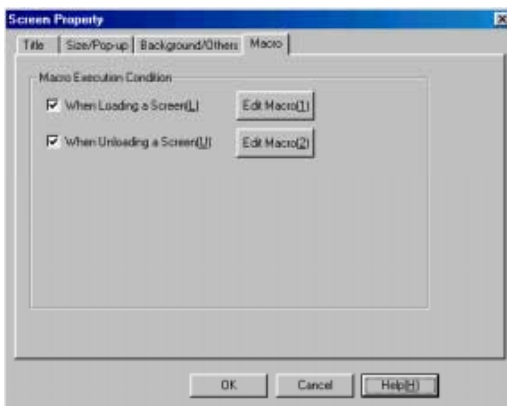 Screen Property
Title Size/Pop-up Background/Others Macro
Macro Execution Condition
When Loading a Screen(L) Edit Macro(1)
When Unloading a Screen(U) Edit Macro(2)
OK Cancel Help(H)